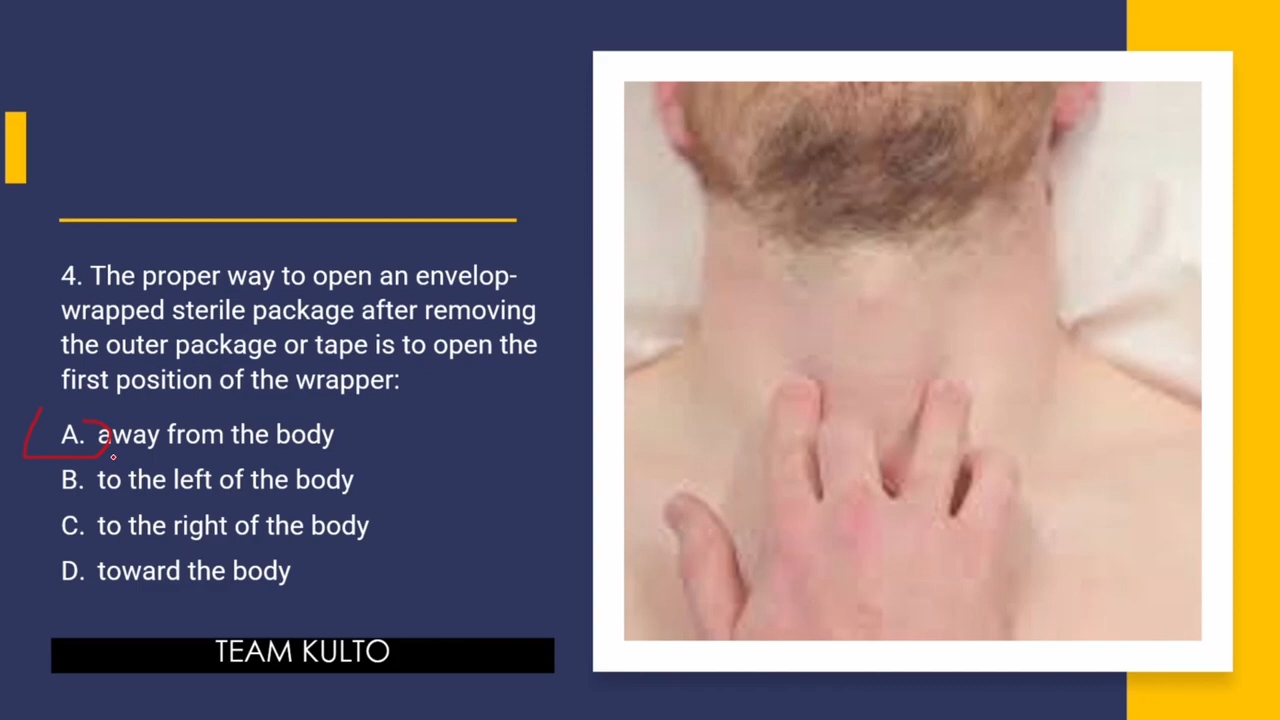 4. The proper way to open an envelop-
wrapped sterile package after removing
the outer package or tape is to open the
first position of the wrapper:
A. away from the body
B. to the left of the body
C. to the right of the body
D. toward the body
TEAM KULTO